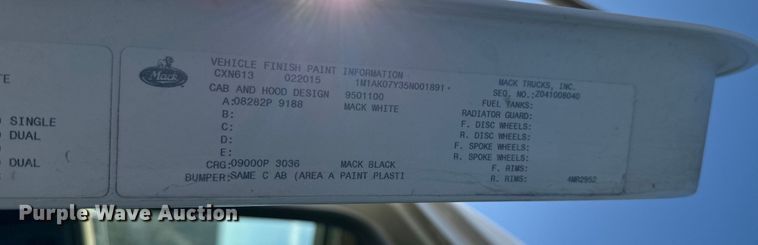 TE
SINGLE
DUAL
DUAL
Mack
VEHICLE FINISH PAINT INFORMATION
CXN613 022015 1M1AK07Y35N001891
CAB AND HOOD DESIGN 9501100
A:08282P 9188 MACK WHITE
B:
C:
D:
E:
CRG:09000P 3036 MACK BLACK
BUMPER:SAME C AB (AREA A PAINT PLASTI
MACK TRUCKS, INC.
SEQ. NO.:Z041008040
FUEL TANKS:
RADIATOR GUARD:
F. DISC WHEELS:
R. DISC WHEELS:
F. SPOKE WHEELS:
R. SPOKE WHEELS:
F. RIMS:
R. RIMS: 4MR2952
Purple Wave Auction